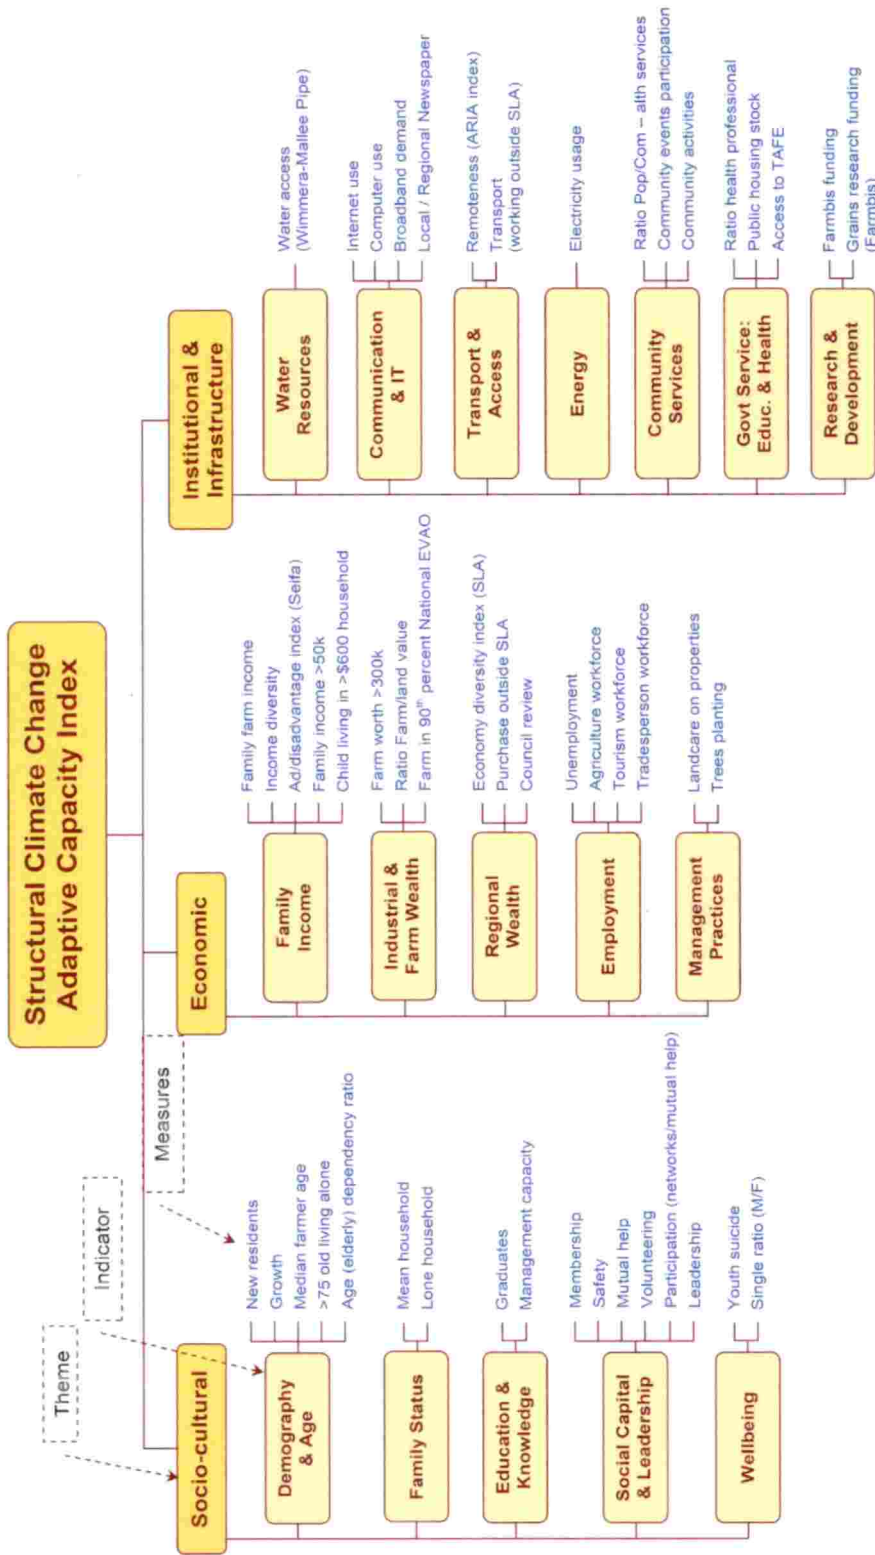 Structural Climate Change
Adaptive Capacity Index
Theme
Indicator
Measures
Socio-cultural
Demography
& Age
New residents
Growth
Median farmer age
>75 old living alone
Age (elderly) dependency ratio
Family Status
Mean household
Lone household
Education &
Knowledge
Graduates
Management capacity
Social Capital
& Leadership
Membership
Safety
Mutual help
Volunteering
Participation (networks/mutual help)
Leadership
Wellbeing
Youth suicide
Single ratio (M/F)
Economic
Family
Income
Family farm income
Income diversity
Ad/disadvantage index (Seifa)
Family income >50k
Child living in >$600 household
Industrial &
Farm Wealth
Farm worth >300k
Ratio Farm/land value
Farm in 90th percent National EVAO
Regional
Wealth
Economy diversity index (SLA)
Purchase outside SLA
Council review
Employment
Unemployment
Agriculture workforce
Tourism workforce
Tradesperson workforce
Management
Practices
Landcare on properties
Trees planting
Institutional &
Infrastructure
Water
Resources
Water access
(Wimmera-Mallee Pipe)
Communication
& IT
Internet use
Computer use
Broadband demand
Local / Regional Newspaper
Transport &
Access
Remoteness (ARIA index)
Transport
(working outside SLA)
Energy
Electricity usage
Community
Services
Ratio Pop/Com – alth services
Community events participation
Community activities
Govt Service:
Educ. & Health
Ratio health professional
Public housing stock
Access to TAFE
Research &
Development
Farmbis funding
Grains research funding
(Farmbis)